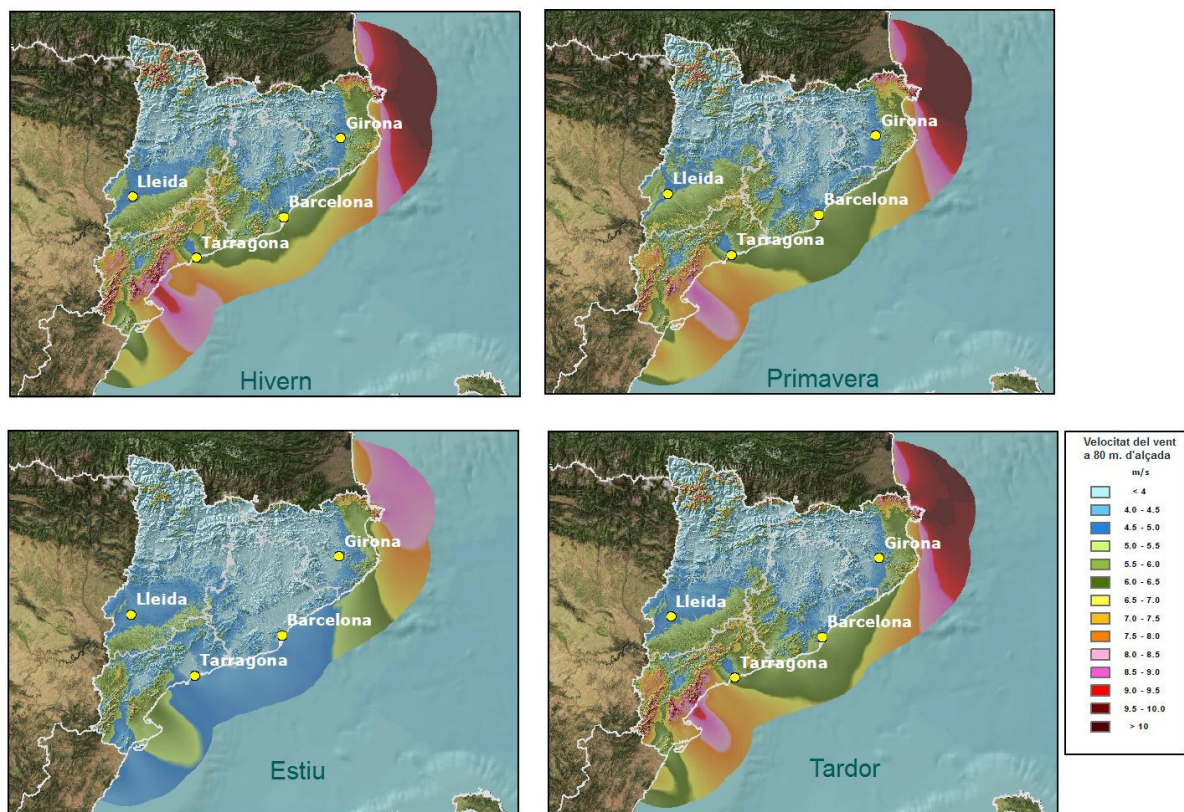 Girona
Lleida
Barcelona
Tarragona
Hivern
Girona
Lleida
Barcelona
Tarragona
Primavera
Girona
Lleida
Barcelona
Tarragona
Estiu
Girona
Lleida
Barcelona
Tarragona
Tardor
Velocitat del vent
a 80 m. d'alçada
m/s
< 4
4.0 - 4.5
4.5 - 5.0
5.0 - 5.5
5.5 - 6.0
6.0 - 6.5
6.5 - 7.0
7.0 - 7.5
7.5 - 8.0
8.0 - 8.5
8.5 - 9.0
9.0 - 9.5
9.5 - 10.0
> 10